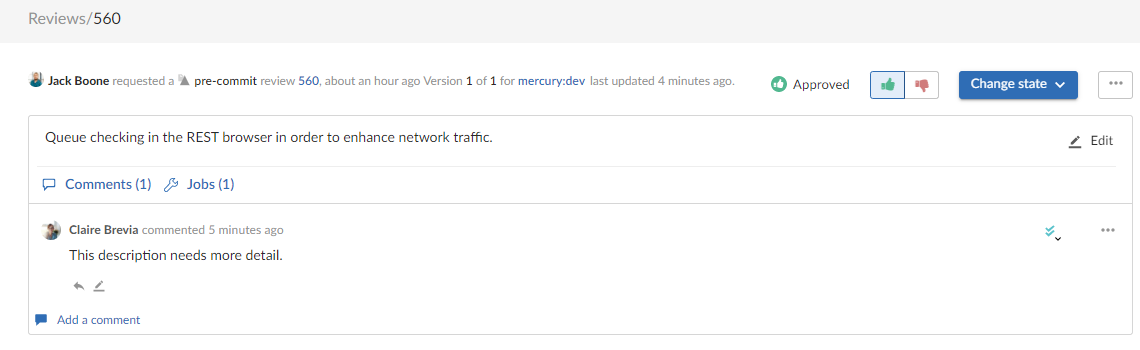 Reviews/560
Jack Boone requested a pre-commit review 560, about an hour ago Version 1 of 1 for mercury:dev last updated 4 minutes ago.
Approved
Change state
Queue checking in the REST browser in order to enhance network traffic.
Edit
Comments (1) Jobs (1)
Claire Brevia commented 5 minutes ago
This description needs more detail.
Add a comment